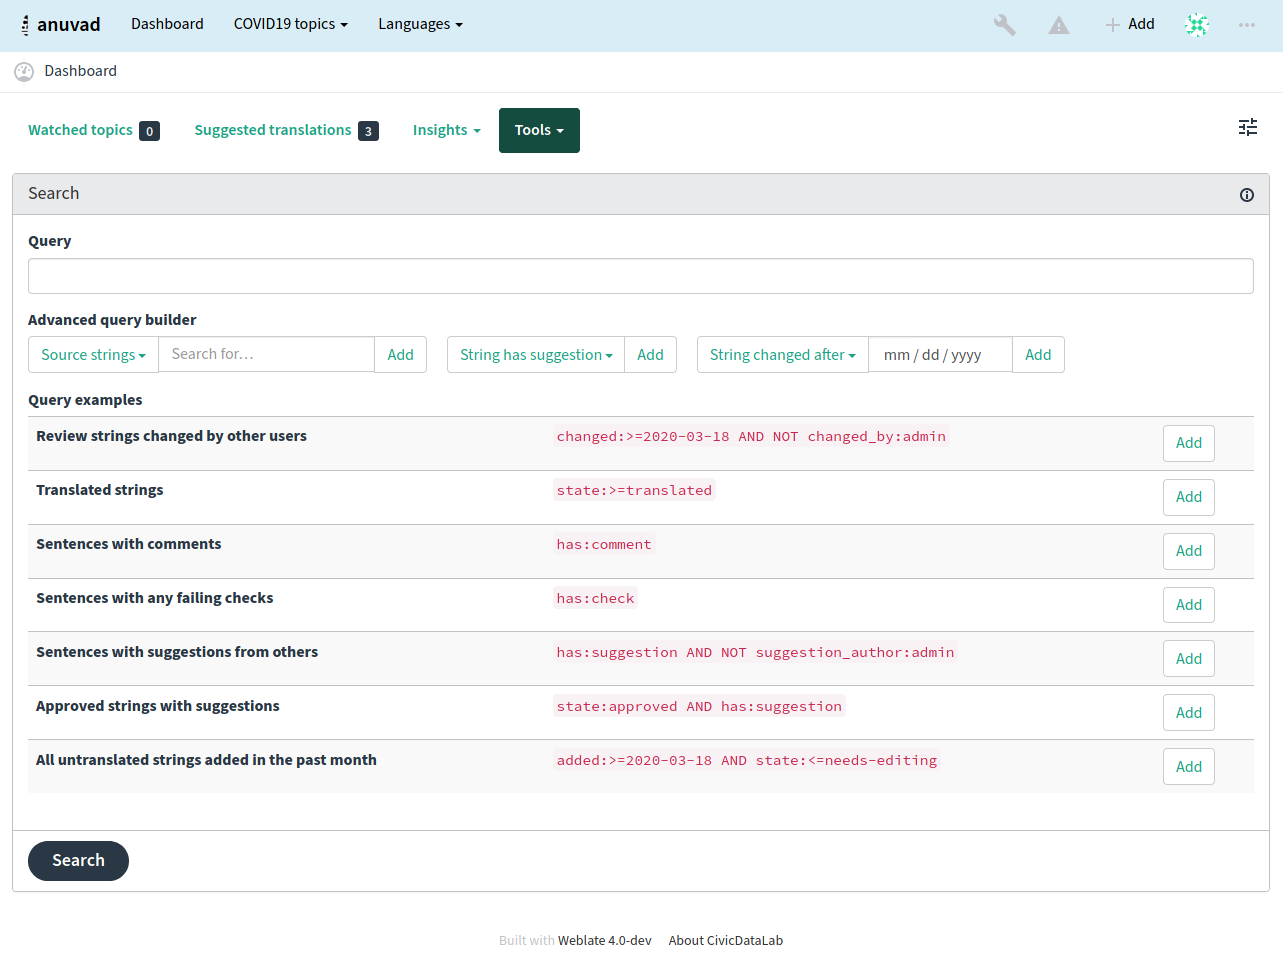 anuvad Dashboard COVID19 topics Languages Add
Dashboard
Watched topics 0 Suggested translations 3 Insights Tools
Search
Query
Advanced query builder
Source strings Search for... Add String has suggestion Add String changed after mm / dd / yyyy Add
Query examples
Review strings changed by other users changed:>=2020-03-18 AND NOT changed_by:admin Add
Translated strings state:>=translated Add
Sentences with comments has:comment Add
Sentences with any failing checks has:check Add
Sentences with suggestions from others has:suggestion AND NOT suggestion_author:admin Add
Approved strings with suggestions state:approved AND has:suggestion Add
All untranslated strings added in the past month added:>=2020-03-18 AND state:<=needs-editing Add
Search
Built with Weblate 4.0-dev About CivicDataLab